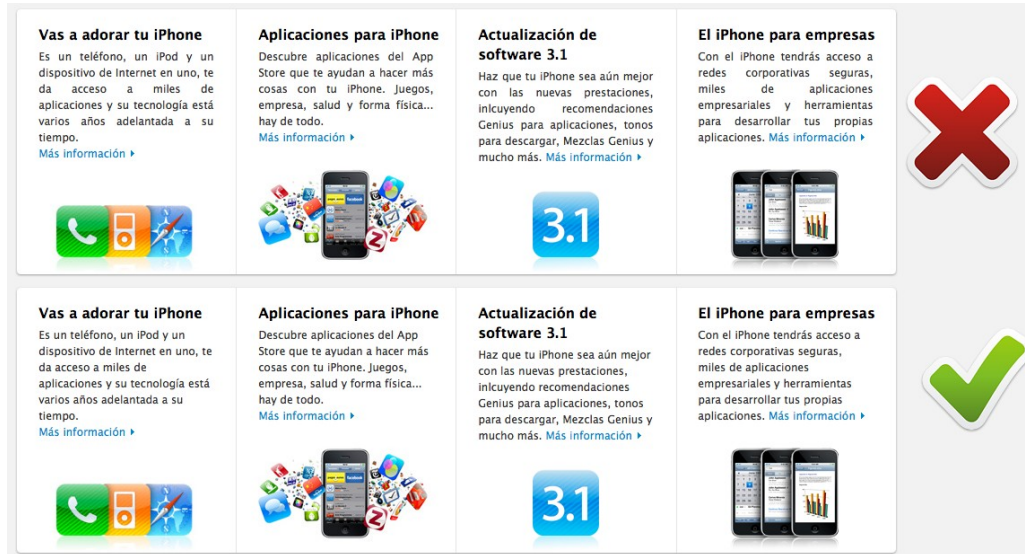 Vas a adorar tu iPhone
Es un teléfono, un iPod y un
dispositivo de Internet en uno, te
da acceso a miles de
aplicaciones y su tecnología está
varios años adelantada a su
tiempo.
Más información
Aplicaciones para iPhone
Descubre aplicaciones del App
Store que te ayudan a hacer más
cosas con tu iPhone. Juegos,
empresa, salud y forma física...
hay de todo.
Más información
Actualización de
software 3.1
Haz que tu iPhone sea aún mejor
con las nuevas prestaciones,
inlcuyendo recomendaciones
Genius para aplicaciones, tonos
para descargar, Mezclas Genius y
mucho más. Más información
3.1
El iPhone para empresas
Con el iPhone tendrás acceso a
redes corporativas seguras,
miles de aplicaciones
empresariales y herramientas
para desarrollar tus propias
aplicaciones. Más información
Vas a adorar tu iPhone
Es un teléfono, un iPod y un
dispositivo de Internet en uno, te
da acceso a miles de
aplicaciones y su tecnología está
varios años adelantada a su
tiempo.
Más información
Aplicaciones para iPhone
Descubre aplicaciones del App
Store que te ayudan a hacer más
cosas con tu iPhone. Juegos,
empresa, salud y forma física...
hay de todo.
Más información
Actualización de
software 3.1
Haz que tu iPhone sea aún mejor
con las nuevas prestaciones,
inlcuyendo recomendaciones
Genius para aplicaciones, tonos
para descargar, Mezclas Genius y
mucho más. Más información
3.1
El iPhone para empresas
Con el iPhone tendrás acceso a
redes corporativas seguras,
miles de aplicaciones
empresariales y herramientas
para desarrollar tus propias
aplicaciones. Más información